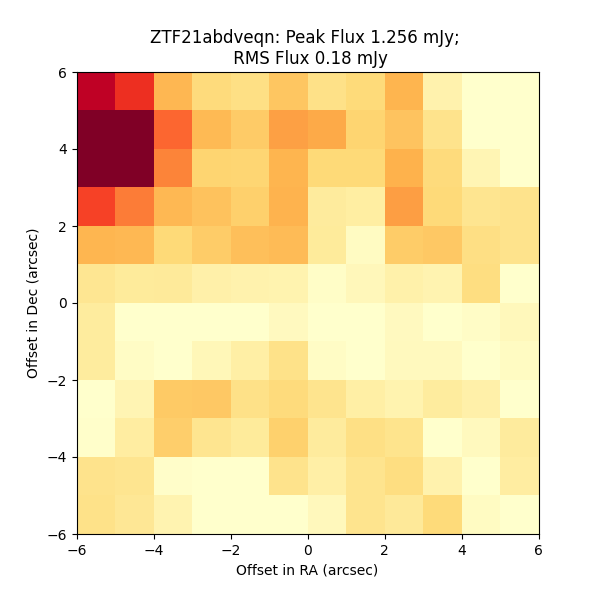 ZTF21abdveqn: Peak Flux 1.256 mJy;
RMS Flux 0.18 mJy
6
4
2
0
−2
−4
−6
Offset in Dec (arcsec)
−6 −4 −2 0 2 4 6
Offset in RA (arcsec)